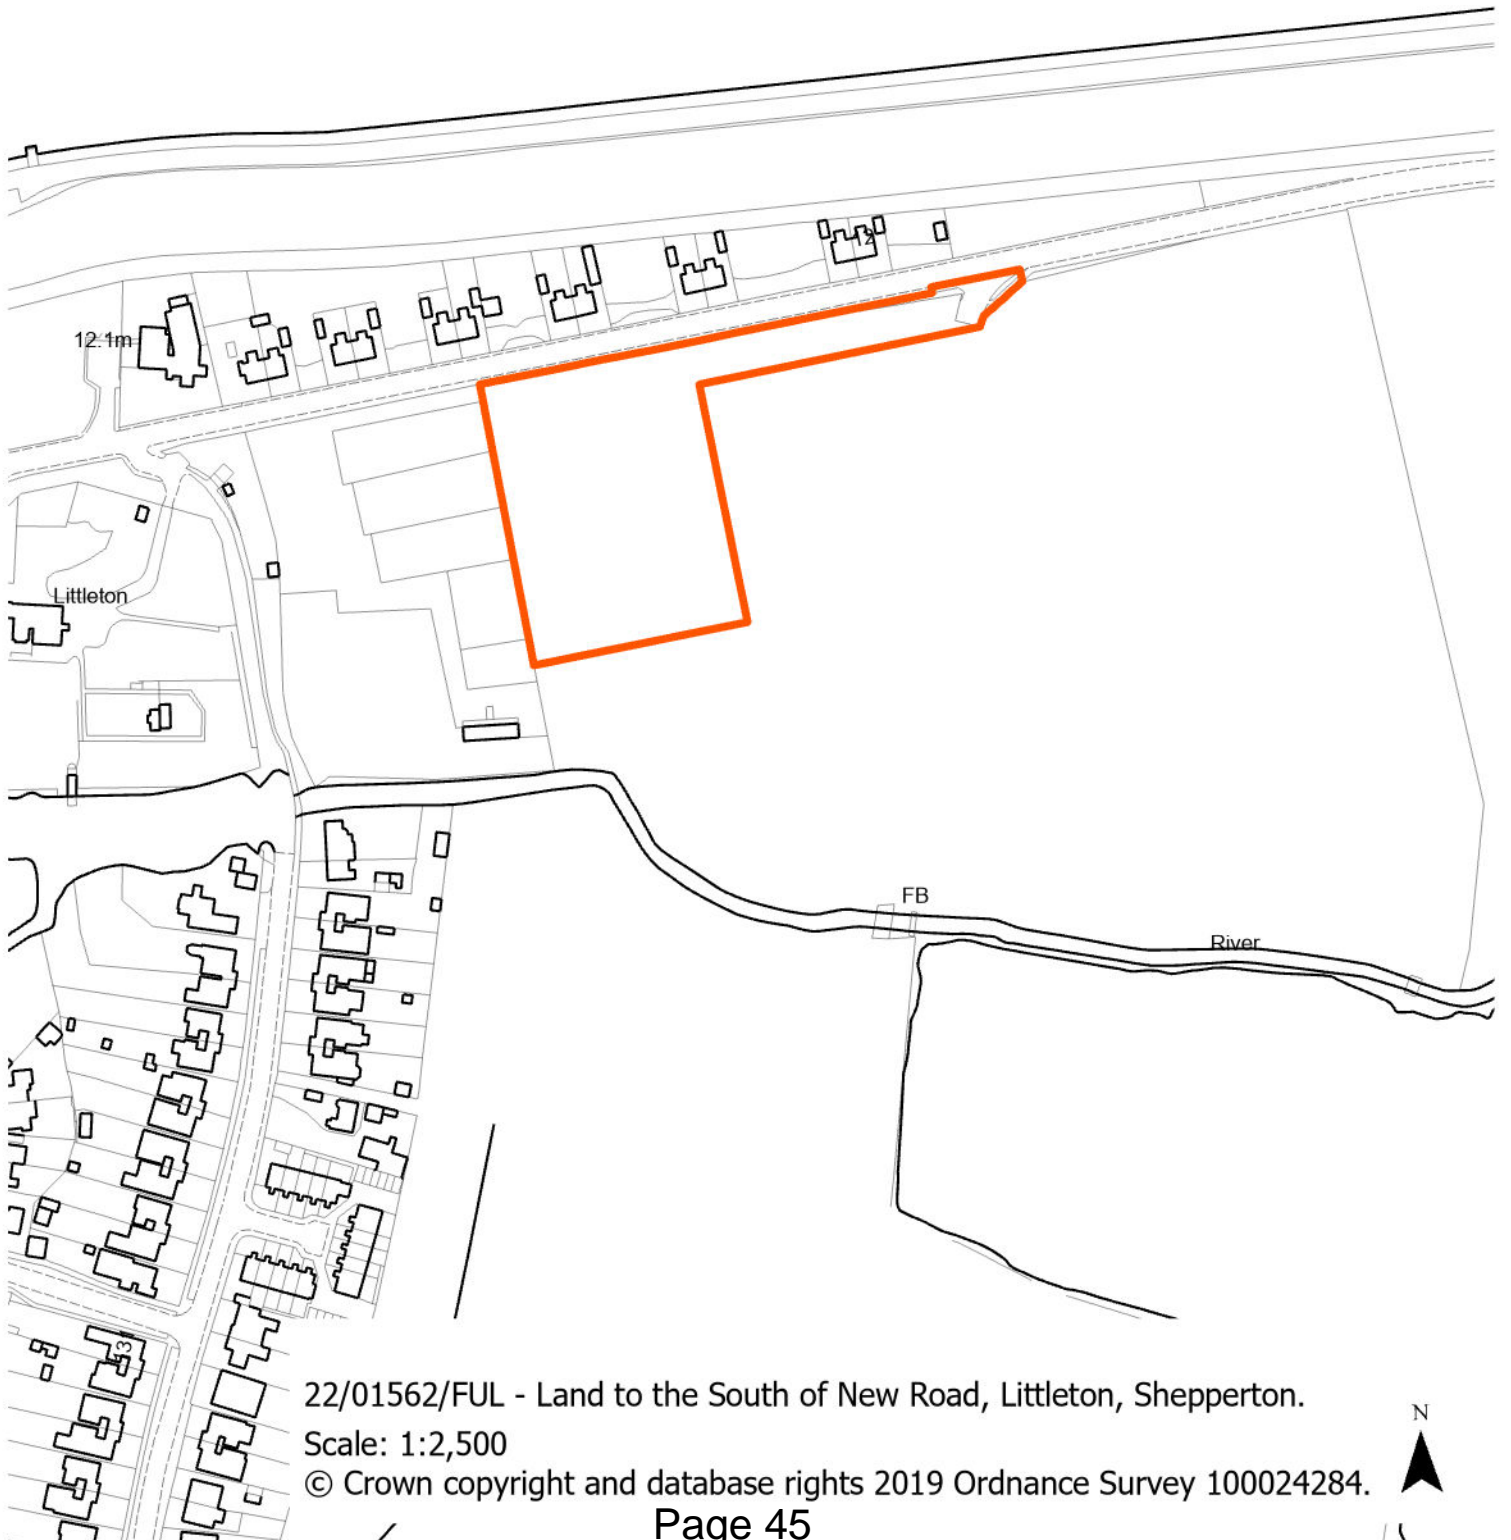 12
12.1m
Littleton
FB
River
13
22/01562/FUL - Land to the South of New Road, Littleton, Shepperton.
N
Scale: 1:2,500
© Crown copyright and database rights 2019 Ordnance Survey 100024284.
Page 45